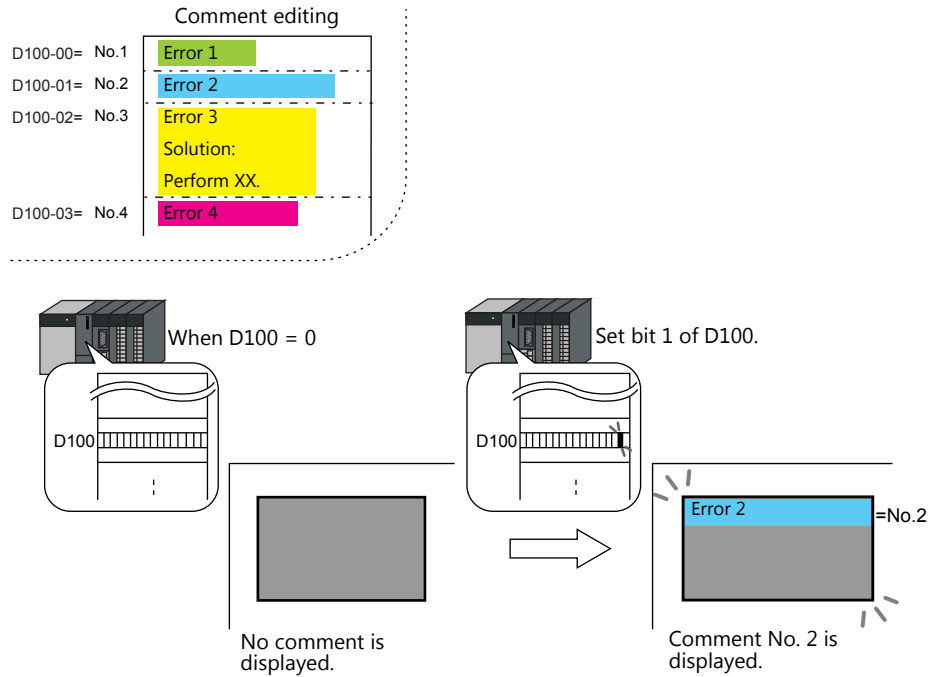 Comment editing
D100-00= No.1 Error 1
D100-01= No.2 Error 2
D100-02= No.3 Error 3
Solution:
Perform XX.
D100-03= No.4 Error 4
When D100 = 0
Set bit 1 of D100.
D100
D100
Error 2
=No.2
No comment is
displayed.
Comment No. 2 is
displayed.